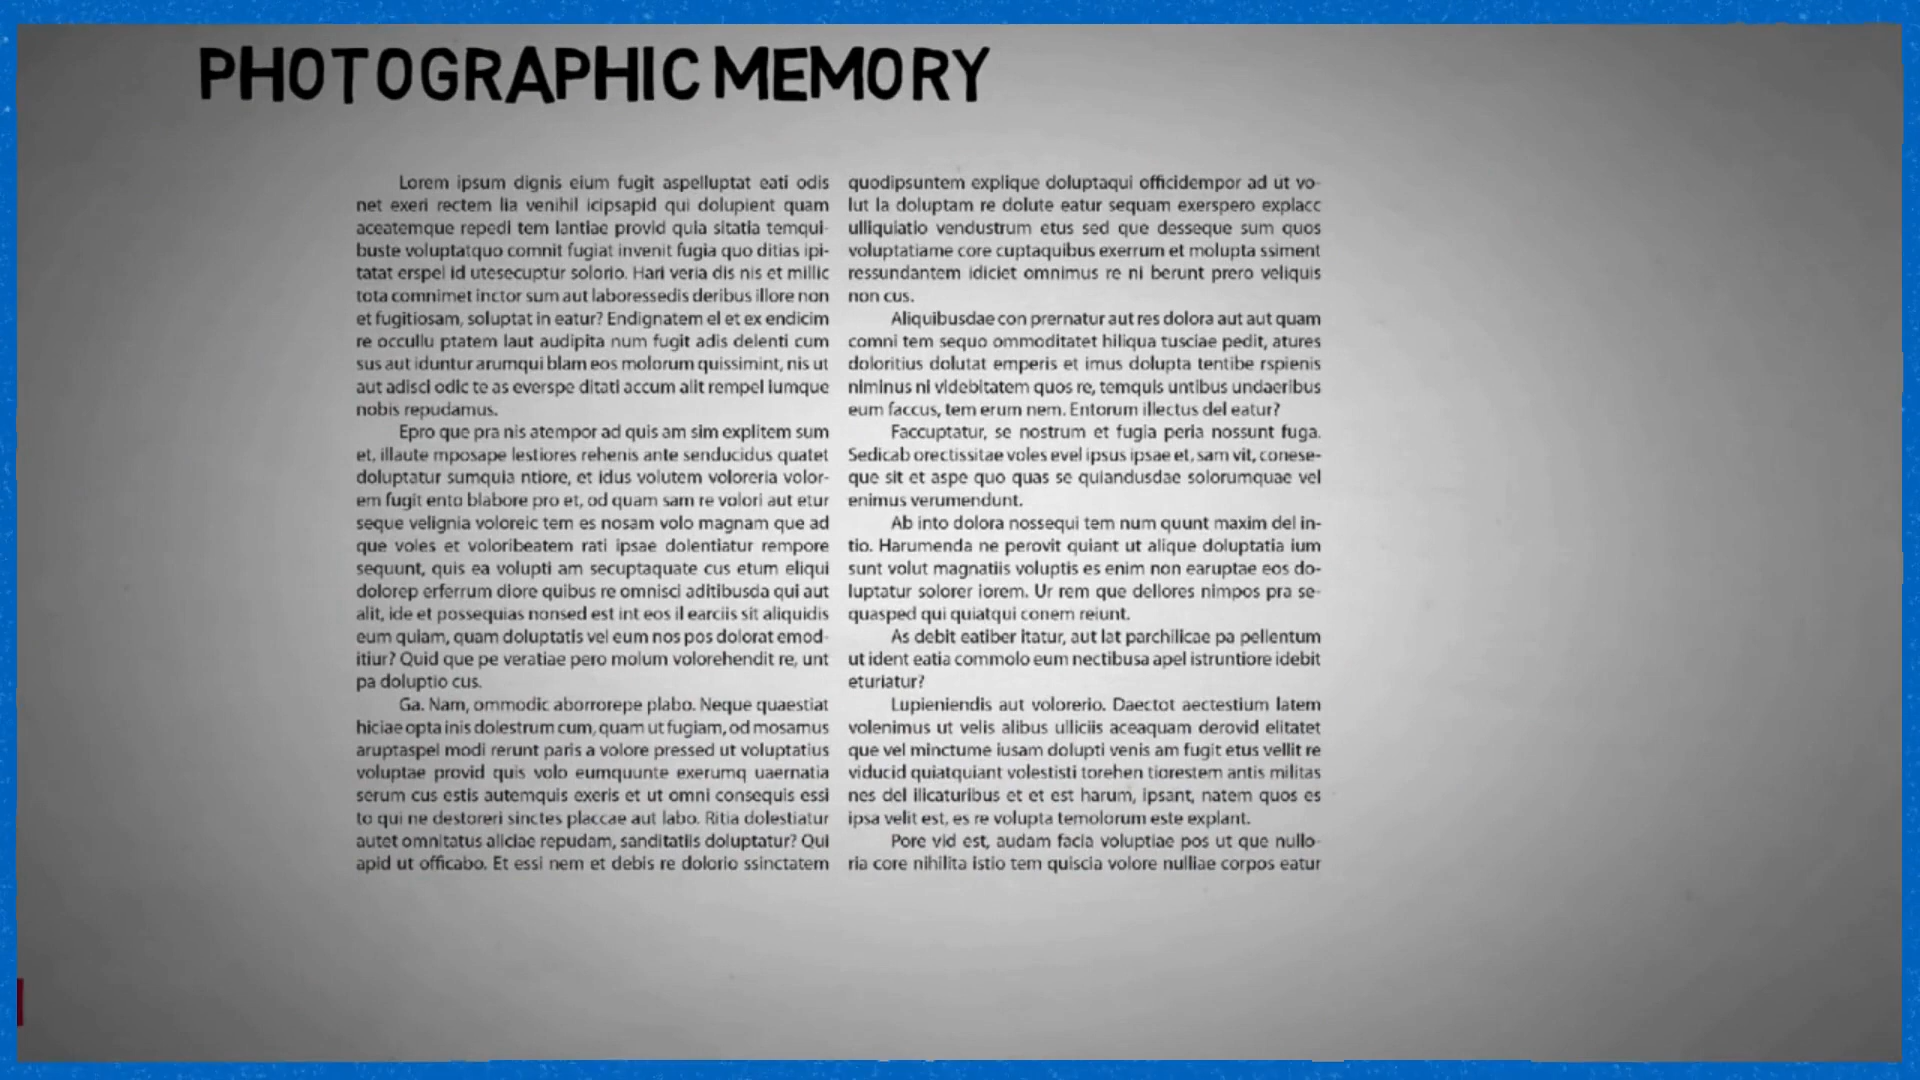 PHOTOGRAPHIC MEMORY
Lorem ipsum dignis eium fugit aspelluptat eati odis
net exeri rectem lia venihil icipsapid qui dolupient quam
aceatemque repedi tem lantiae provid quia sitatia temqui-
buste voluptatquo comnit fugiat invenit fugia quo ditias ipi-
tatat erspel id utesecuptur solorio. Hari veria dis nis et millic
tota comnimet inctor sum aut laboressedis deribus illore non
et fugitiosam, soluptat in eatur? Endignatem el et ex endicim
re occullu ptatem laut audipita num fugit adis delenti cum
sus aut iduntur arumqui blam eos molorum quissimint, nis ut
aut adisci odic te as everspe ditati accum alit rempel iumque
nobis repudamus.
Epro que pra nis atempor ad quis am sim explitem sum
et, illaute mposape lestiores rehenis ante senducidus quatet
doluptatur sumquia ntiore, et idus volutem voloreria volor-
em fugit ento blabore pro et, od quam sam re volori aut etur
seque velignia voloreic tem es nosam volo magnam que ad
que voles et voloribeatem rati ipsae dolentiatur rempore
sequunt, quis ea volupti am secuptaquate cus etum eliqui
dolorep erferrum diore quibus re omnisci aditibusda qui aut
alit, ide et possequias nonsed est int eos il earciis sit aliquidis
eum quiam, quam doluptatis vel eum nos pos dolorat emod-
itiur? Quid que pe veratiae pero molum volorehendit re, unt
pa doluptio cus.
Ga. Nam, ommodic aborrorepe plabo. Neque quaestiat
hiciae opta inis dolestrum cum, quam ut fugiam, od mosamus
aruptaspel modi rerunt paris a volore pressed ut voluptatius
voluptae provid quis volo eumquunte exerumq uaernatia
serum cus estis autemquis exeris et ut omni consequis essi
to qui ne destoreri sinctes placcae aut labo. Ritia dolestiatur
autet omnitatus aliciae repudam, sanditatiis doluptatur? Qui
apid ut officabo. Et essi nem et debis re dolorio ssinctatem
quodipsuntem explique doluptaqui officidempor ad ut vo-
lut la doluptam re dolute eatur sequam exerspero explacc
ulliquiatio vendustrum etus sed que desseque sum quos
voluptatiame core cuptaquibus exerrum et molupta ssiment
ressundantem idiciet omnimus re ni berunt prero veliquis
non cus.
Aliquibusdae con prernatur aut res dolora aut aut quam
comni tem sequo ommoditatet hiliqua tusciae pedit, atures
doloritius dolutat emperis et imus dolupta tentibe rspienis
niminus ni videbitatem quos re, temquis untibus undaeribus
eum faccus, tem erum nem. Entorum illectus del eatur?
Faccuptatur, se nostrum et fugia peria nossunt fuga.
Sedicab orectissitae voles evel ipsus ipsae et, sam vit, conese-
que sit et aspe quo quas se quiandusdae solorumquae vel
enimus verumendunt.
Ab into dolora nossequi tem num quunt maxim del in-
tio. Harumenda ne perovit quiant ut alique doluptatia ium
sunt volut magnatiis voluptis es enim non earuptae eos do-
luptatur solorer iorem. Ur rem que dellores nimpos pra se-
quasped qui quiatqui conem reiunt.
As debit eatiber itatur, aut lat parchilicae pa pellentum
ut ident eatia commolo eum nectibusa apel istruntiore idebit
eturiatur?
Lupieniendis aut volorerio. Daectot aectestium latem
volenimus ut velis alibus ulliciis aceaquam derovid elitatet
que vel minctume iusam dolupti venis am fugit etus vellit re
viducid quiatquiant volestisti torehen tiorestem antis militas
nes del ilicaturibus et et est harum, ipsant, natem quos es
ipsa velit est, es re volupta temolorum este explant.
Pore vid est, audam facia voluptiae pos ut que nullo-
ria core nihilita istio tem quiscia volore nulliae corpos eatur